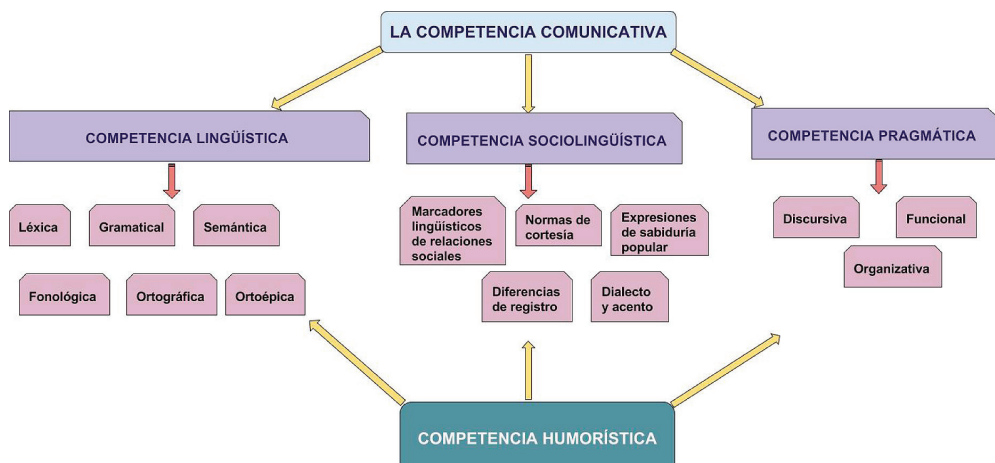 LA COMPETENCIA COMUNICATIVA
COMPETENCIA LINGÜÍSTICA
COMPETENCIA SOCIOLINGÜÍSTICA
COMPETENCIA PRAGMÁTICA
Léxica
Gramatical
Semántica
Fonológica
Ortográfica
Ortoépica
Marcadores
lingüísticos
de relaciones
sociales
Normas de
cortesía
Expresiones
de sabiduría
popular
Diferencias
de registro
Dialecto
y acento
Discursiva
Funcional
Organizativa
COMPETENCIA HUMORÍSTICA